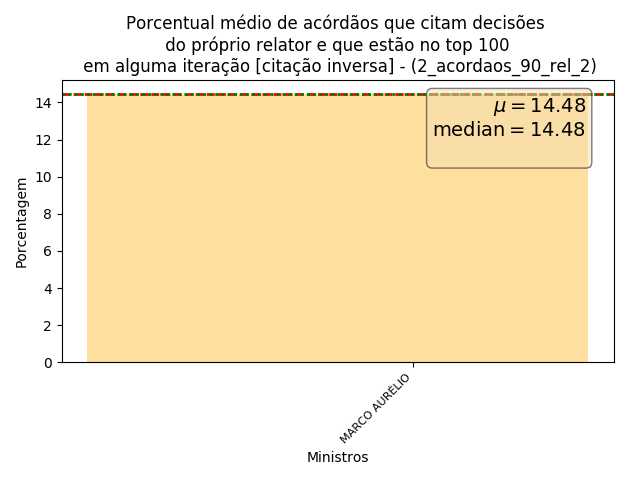 Porcentual médio de acórdãos que citam decisões
do próprio relator e que estão no top 100
em alguma iteração [citação inversa] - (2_acordaos_90_rel_2)
14
12
10
8
6
4
2
0
Porcentagem
μ = 14.48
median = 14.48
MARCO AURÉLIO
Ministros